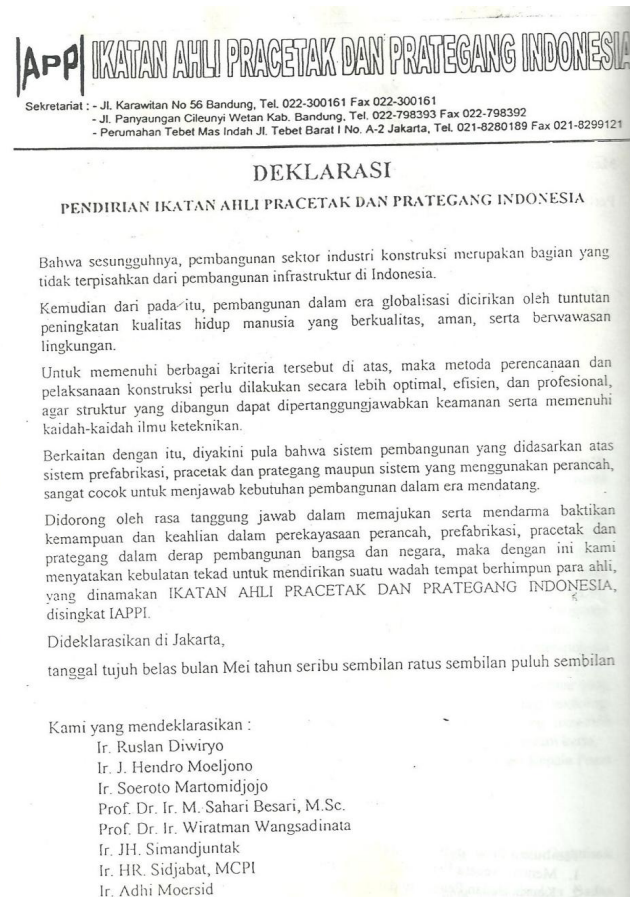 IAPPI IKATAN AHLI PRACETAK DAN PRATEGANG INDONESIA
Sekretariat : - Jl. Karawitan No 56 Bandung, Tel. 022-300161 Fax 022-300161
- Jl. Panyaungan Cileunyi Wetan Kab. Bandung, Tel. 022-798393 Fax 022-798392
- Perumahan Tebet Mas Indah Jl. Tebet Barat I No. A-2 Jakarta, Tel. 021-8280189 Fax 021-8299121
DEKLARASI
PENDIRIAN IKATAN AHLI PRACETAK DAN PRATEGANG INDONESIA
Bahwa sesungguhnya, pembangunan sektor industri konstruksi merupakan bagian yang
tidak terpisahkan dari pembangunan infrastruktur di Indonesia.
Kemudian dari pada itu, pembangunan dalam era globalisasi dicirikan oleh tuntutan
peningkatan kualitas hidup manusia yang berkualitas, aman, serta berwawasan
lingkungan.
Untuk memenuhi berbagai kriteria tersebut di atas, maka metoda perencanaan dan
pelaksanaan konstruksi perlu dilakukan secara lebih optimal, efisien, dan profesional,
agar struktur yang dibangun dapat dipertanggungjawabkan keamanan serta memenuhi
kaidah-kaidah ilmu keteknikan.
Berkaitan dengan itu, diyakini pula bahwa sistem pembangunan yang didasarkan atas
sistem prefabrikasi, pracetak dan prategang maupun sistem yang menggunakan perancah,
sangat cocok untuk menjawab kebutuhan pembangunan dalam era mendatang.
Didorong oleh rasa tanggung jawab dalam memajukan serta mendarma baktikan
kemampuan dan keahlian dalam perekayasaan perancah, prefabrikasi, pracetak dan
prategang dalam derap pembangunan bangsa dan negara, maka dengan ini kami
menyatakan kebulatan tekad untuk mendirikan suatu wadah tempat berhimpun para ahli,
yang dinamakan IKATAN AHLI PRACETAK DAN PRATEGANG INDONESIA,
disingkat IAPPI.
Dideklarasikan di Jakarta,
tanggal tujuh belas bulan Mei tahun seribu sembilan ratus sembilan puluh sembilan
Kami yang mendeklarasikan :
Ir. Ruslan Diwiryo
Ir. J. Hendro Moeljono
Ir. Soeroto Martomidjojo
Prof. Dr. Ir. M. Sahari Besari, M.Sc.
Prof. Dr. Ir. Wiratman Wangsadinata
Ir. JH. Simandjuntak
Ir. HR. Sidjabat, MCPI
Ir. Adhi Moersid